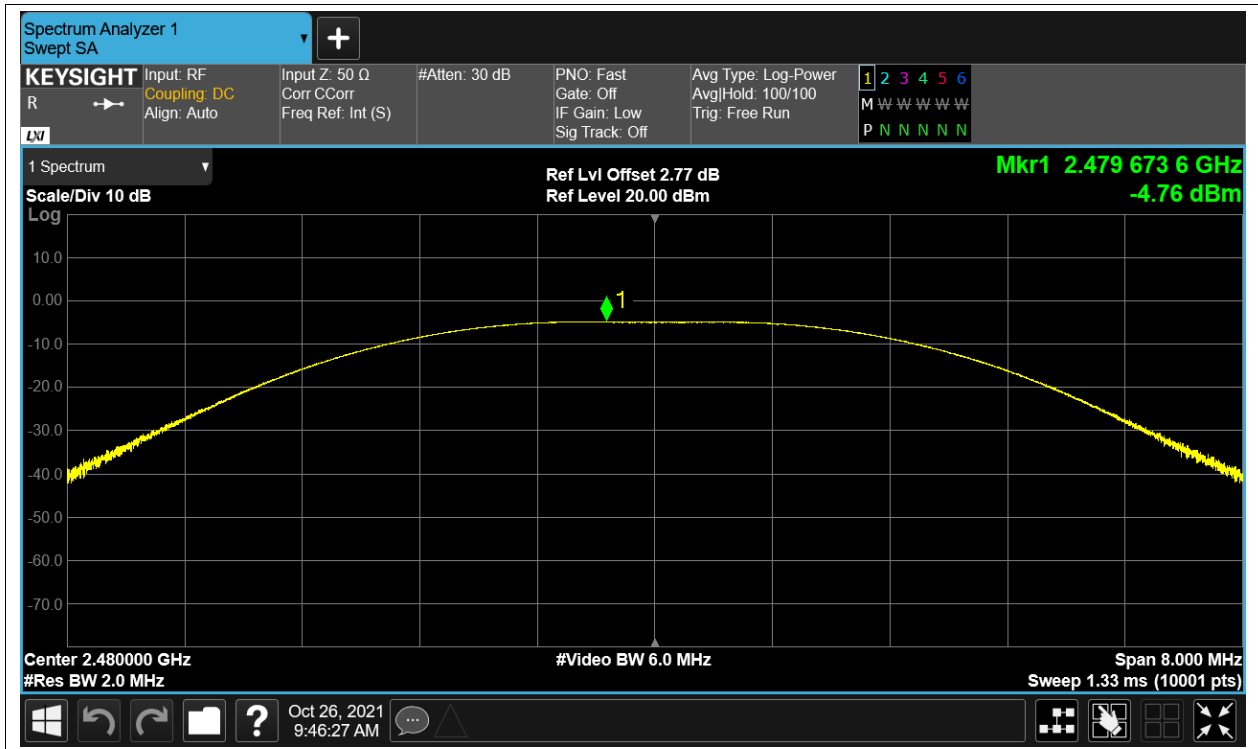 Spectrum Analyzer 1
Swept SA
KEYSIGHT
R
LXI
Input: RF
Coupling: DC
Align: Auto
Input Z: 50 Ω
Corr CCorr
Freq Ref: Int (S)
#Atten: 30 dB
PNO: Fast
Gate: Off
IF Gain: Low
Sig Track: Off
Avg Type: Log-Power
Avg|Hold: 100/100
Trig: Free Run
1 2 3 4 5 6
M W W W W W
P N N N N N
1 Spectrum
Scale/Div 10 dB
Ref Lvl Offset 2.77 dB
Ref Level 20.00 dBm
Mkr1 2.479 673 6 GHz
-4.76 dBm
Log
10.0
0.00
-10.0
-20.0
-30.0
-40.0
-50.0
-60.0
-70.0
1
Center 2.480000 GHz
#Res BW 2.0 MHz
#Video BW 6.0 MHz
Span 8.000 MHz
Sweep 1.33 ms (10001 pts)
?
Oct 26, 2021
9:46:27 AM